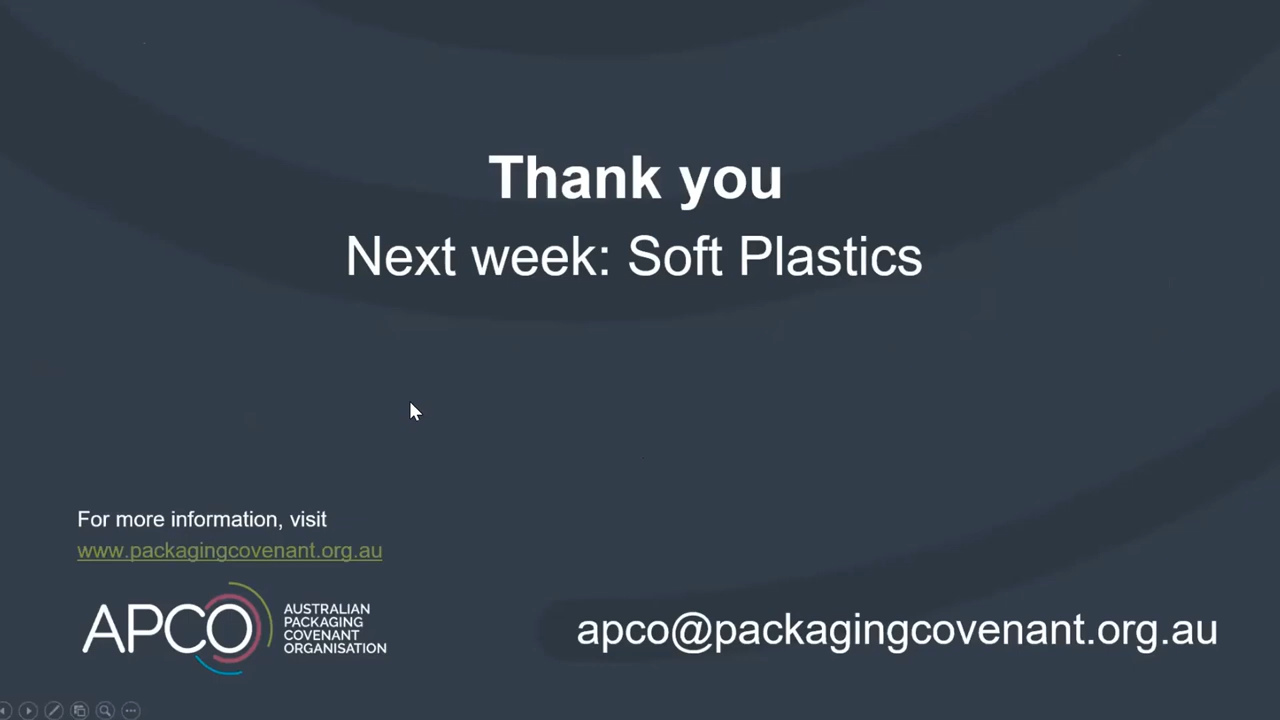 Thank you
Next week: Soft Plastics
For more information, visit
www.packagingcovenant.org.au
APCO
AUSTRALIAN
PACKAGING
COVENANT
ORGANISATION
apco@packagingcovenant.org.au